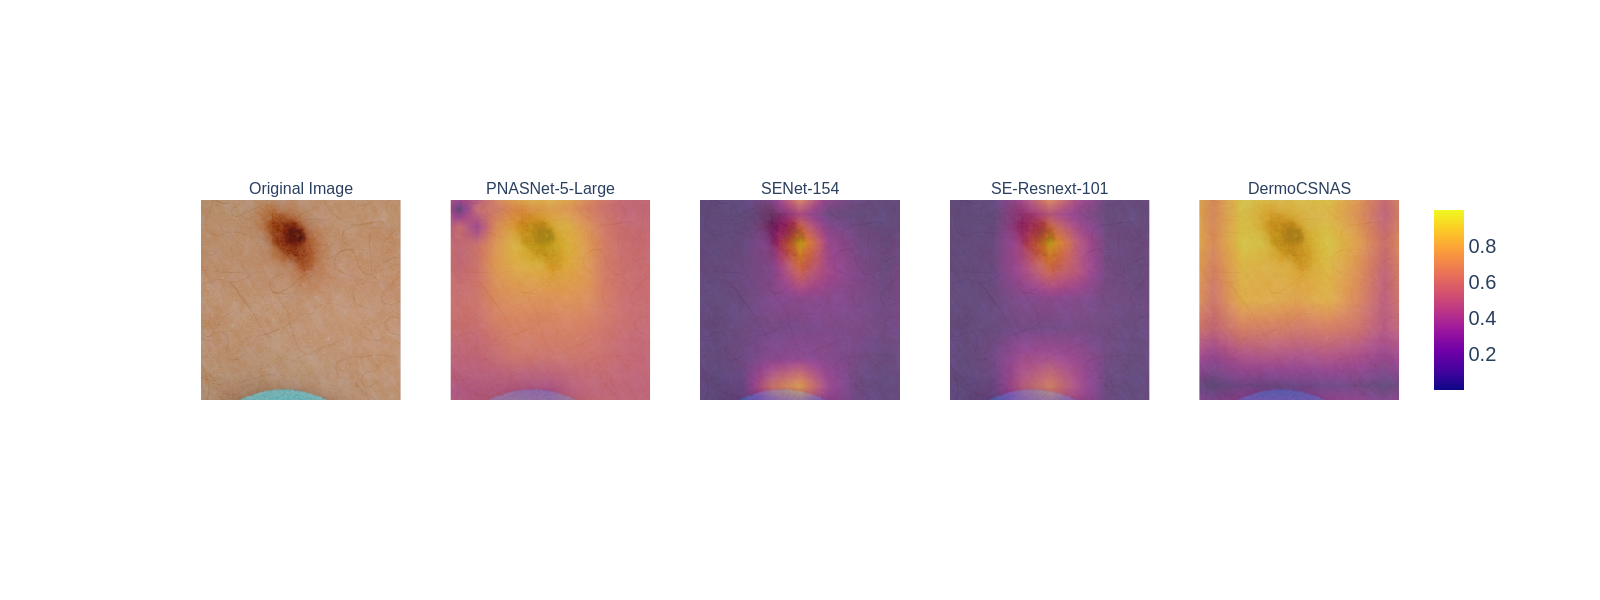 Original Image
PNASNet-5-Large
SENet-154
SE-Resnext-101
DermoCSNAS
0.8
0.6
0.4
0.2